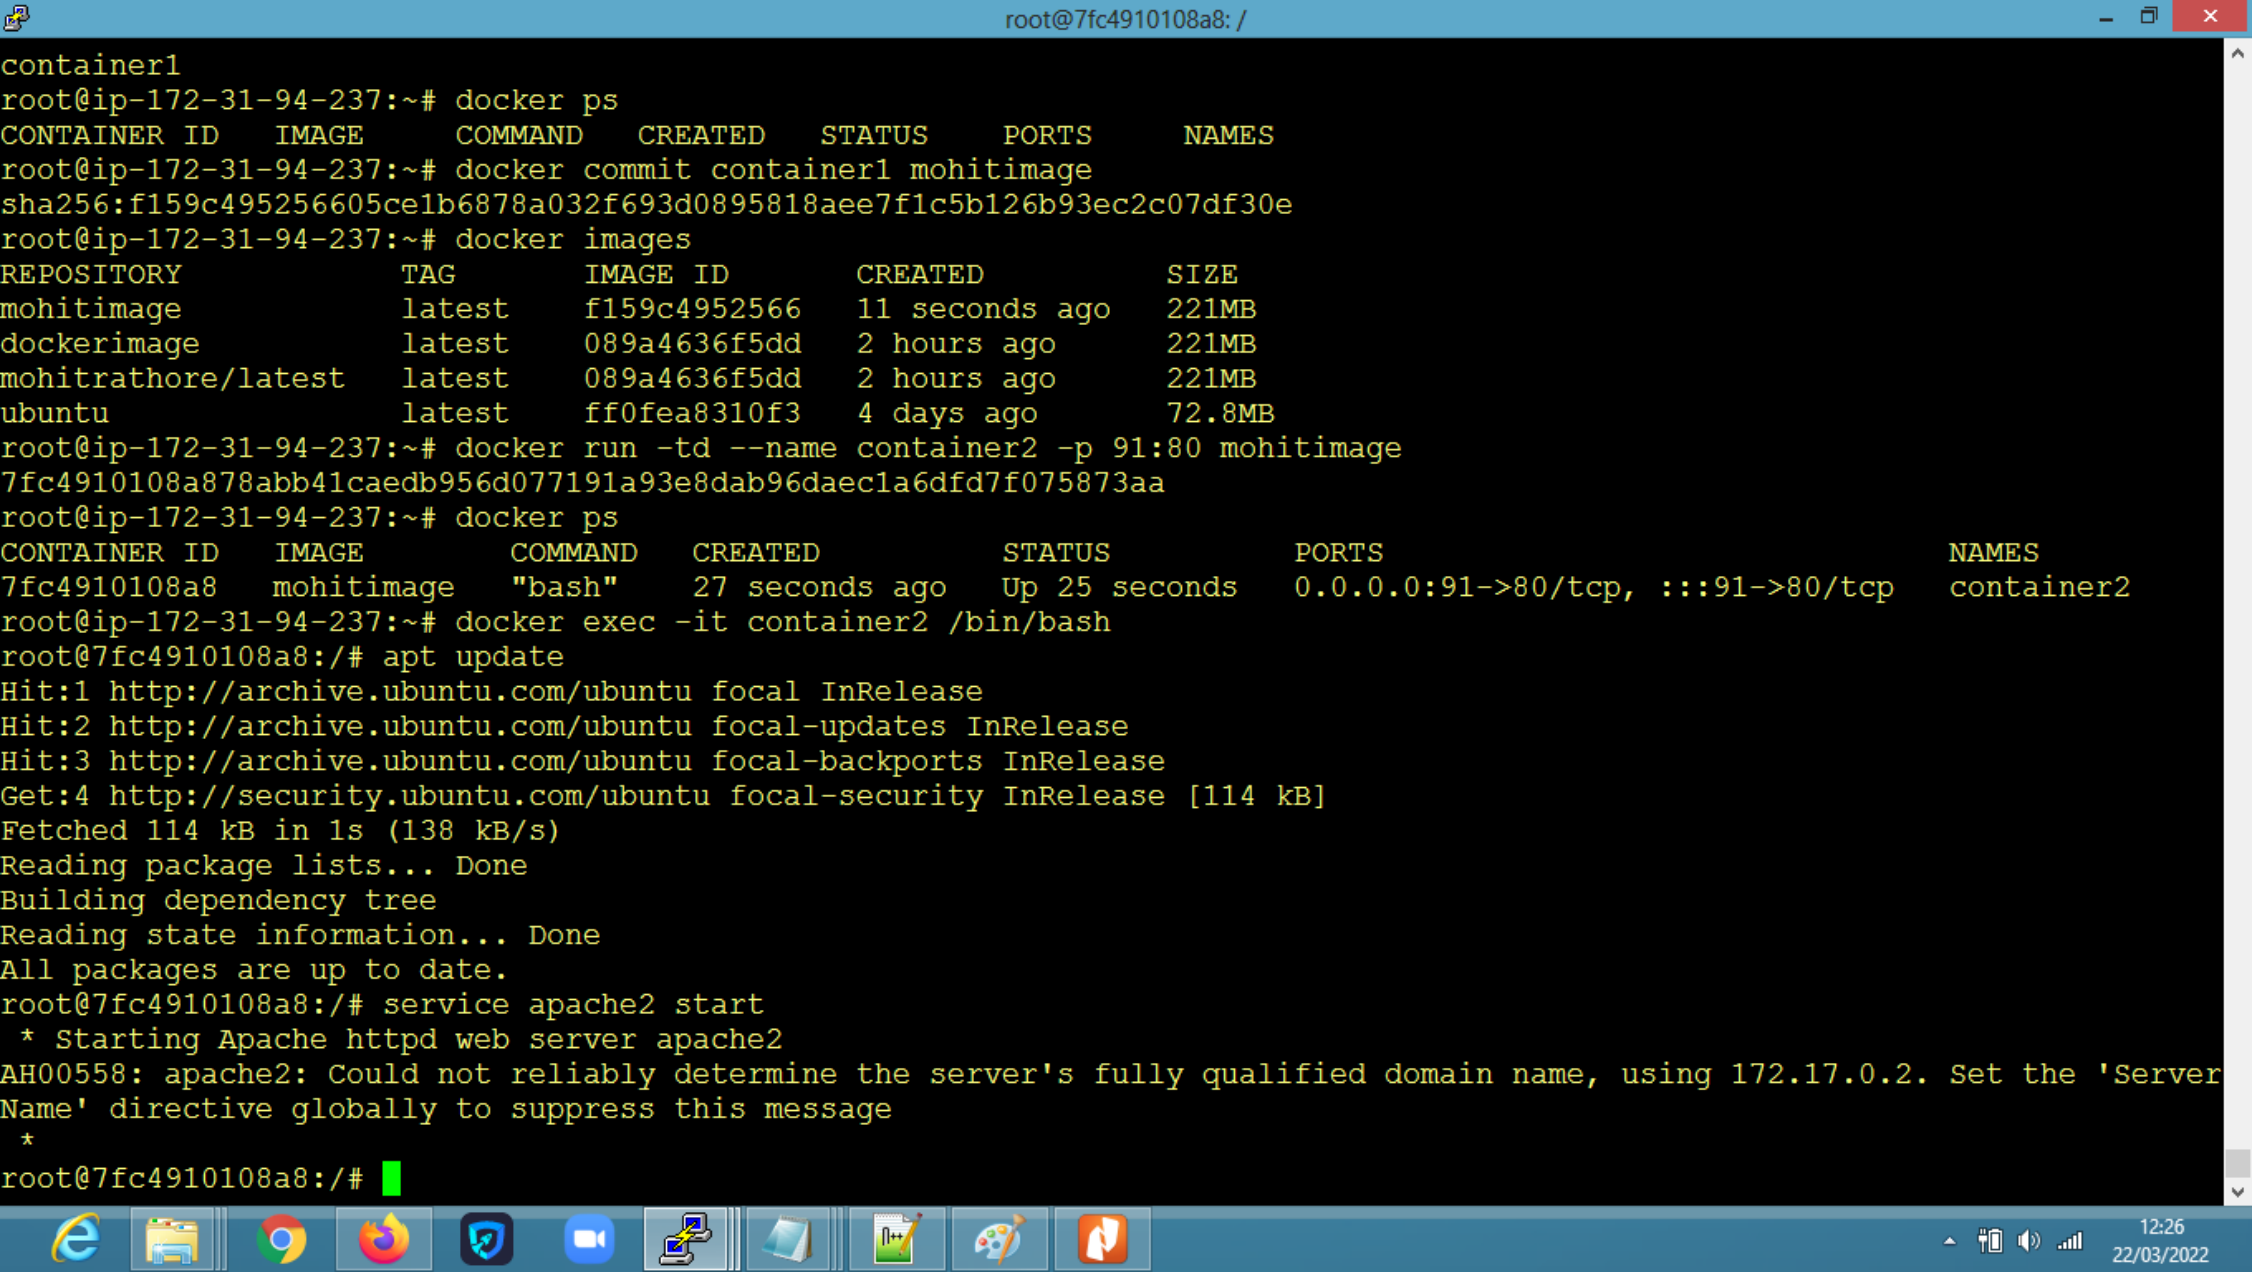 root@7fc4910108a8: /
container1
root@ip-172-31-94-237:~# docker ps
CONTAINER ID   IMAGE     COMMAND   CREATED   STATUS    PORTS     NAMES
root@ip-172-31-94-237:~# docker commit container1 mohitimage
sha256:f159c495256605ce1b6878a032f693d0895818aee7f1c5b126b93ec2c07df30e
root@ip-172-31-94-237:~# docker images
REPOSITORY            TAG       IMAGE ID       CREATED          SIZE
mohitimage            latest    f159c4952566   11 seconds ago   221MB
dockerimage           latest    089a4636f5dd   2 hours ago      221MB
mohitrathore/latest   latest    089a4636f5dd   2 hours ago      221MB
ubuntu                latest    ff0fea8310f3   4 days ago       72.8MB
root@ip-172-31-94-237:~# docker run -td --name container2 -p 91:80 mohitimage
7fc4910108a878abb41caedb956d077191a93e8dab96daec1a6dfd7f075873aa
root@ip-172-31-94-237:~# docker ps
CONTAINER ID   IMAGE        COMMAND   CREATED          STATUS          PORTS                               NAMES
7fc4910108a8   mohitimage   "bash"    27 seconds ago   Up 25 seconds   0.0.0.0:91->80/tcp, :::91->80/tcp   container2
root@ip-172-31-94-237:~# docker exec -it container2 /bin/bash
root@7fc4910108a8:/# apt update
Hit:1 http://archive.ubuntu.com/ubuntu focal InRelease
Hit:2 http://archive.ubuntu.com/ubuntu focal-updates InRelease
Hit:3 http://archive.ubuntu.com/ubuntu focal-backports InRelease
Get:4 http://security.ubuntu.com/ubuntu focal-security InRelease [114 kB]
Fetched 114 kB in 1s (138 kB/s)
Reading package lists... Done
Building dependency tree
Reading state information... Done
All packages are up to date.
root@7fc4910108a8:/# service apache2 start
 * Starting Apache httpd web server apache2
AH00558: apache2: Could not reliably determine the server's fully qualified domain name, using 172.17.0.2. Set the 'Server
Name' directive globally to suppress this message
 *
root@7fc4910108a8:/#
12:26
22/03/2022